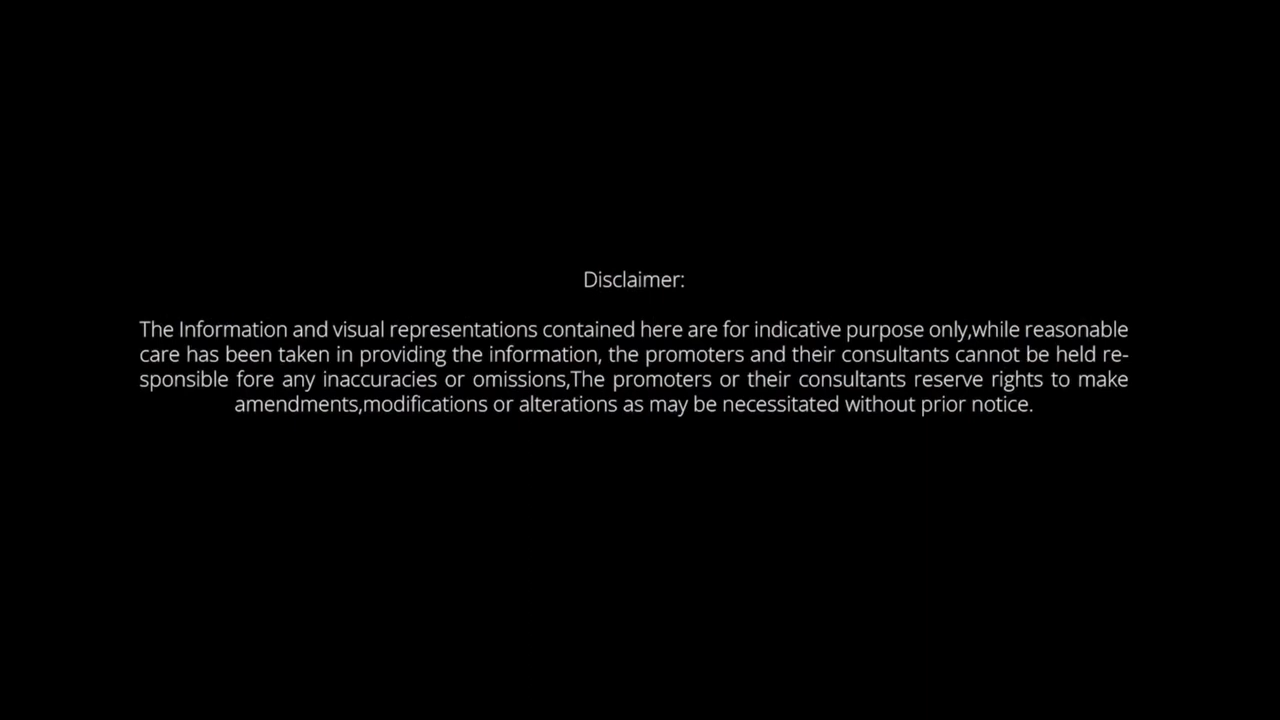 Disclaimer:
The Information and visual representations contained here are for indicative purpose only,while reasonable
care has been taken in providing the information, the promoters and their consultants cannot be held re-
sponsible fore any inaccuracies or omissions,The promoters or their consultants reserve rights to make
amendments,modifications or alterations as may be necessitated without prior notice.